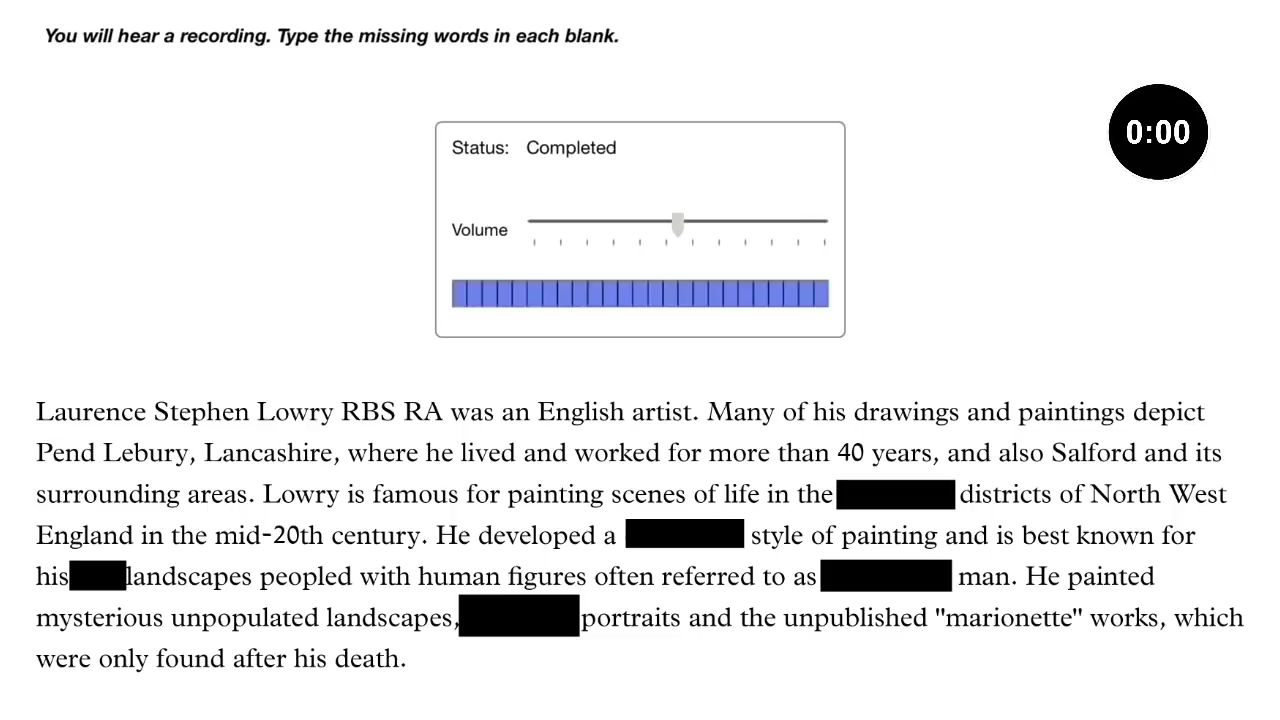 You will hear a recording. Type the missing words in each blank.
0:00
Status: Completed
Volume
Laurence Stephen Lowry RBS RA was an English artist. Many of his drawings and paintings depict
Pend Lebury, Lancashire, where he lived and worked for more than 40 years, and also Salford and its
surrounding areas. Lowry is famous for painting scenes of life in the districts of North West
England in the mid-20th century. He developed a style of painting and is best known for
his landscapes peopled with human figures often referred to as man. He painted
mysterious unpopulated landscapes, portraits and the unpublished "marionette" works, which
were only found after his death.